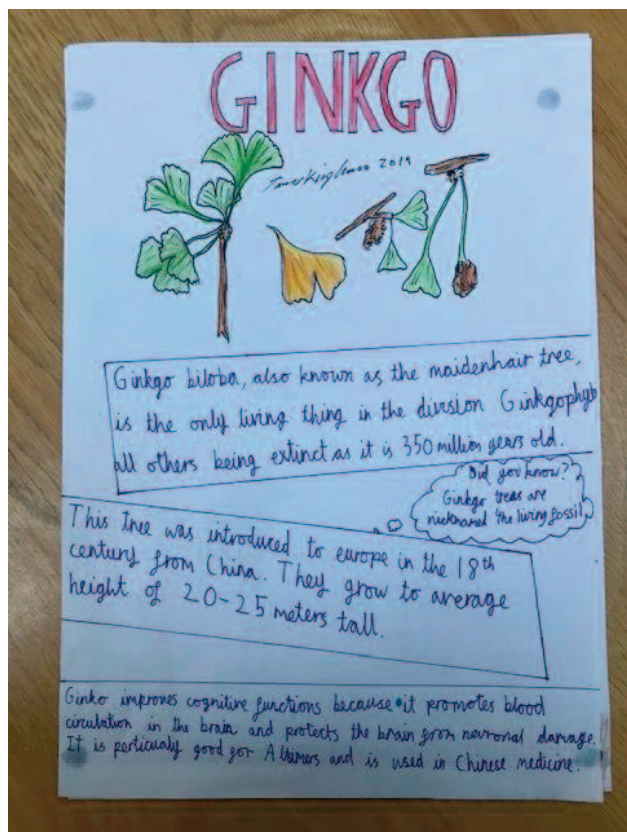 GINKGO
2019
Ginkgo biloba, also known as the maidenhair tree,
is the only living thing in the division Ginkgophyb
all others being extinct as it is 350 million years old.
Did you know?
Ginkgo trees are
nicknamed 'the living fossil
This tree was introduced to europe in the 18th
century from China. They grow to average
height of 20-25 meters tall.
Ginko improves cognitive functions because it promotes blood
circulation in the brain and protects the brain from neuronal damage.
It is perticualy good for and is used in Chinese medicine.